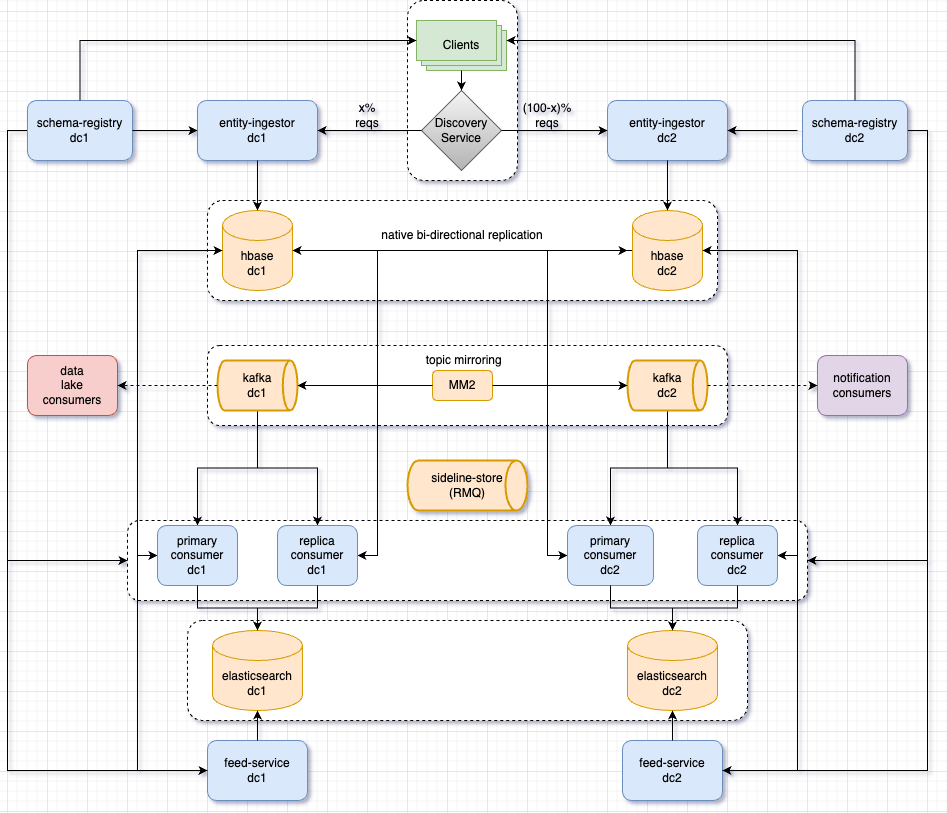 Clients
x%
reqs
(100-x)%
reqs
schema-registry
dc1
entity-ingestor
dc1
Discovery
Service
entity-ingestor
dc2
schema-registry
dc2
native bi-directional replication
hbase
dc1
hbase
dc2
topic mirroring
data
lake
consumers
kafka
dc1
MM2
kafka
dc2
notification
consumers
sideline-store
(RMQ)
primary
consumer
dc1
replica
consumer
dc1
primary
consumer
dc2
replica
consumer
dc2
elasticsearch
dc1
elasticsearch
dc2
feed-service
dc1
feed-service
dc2